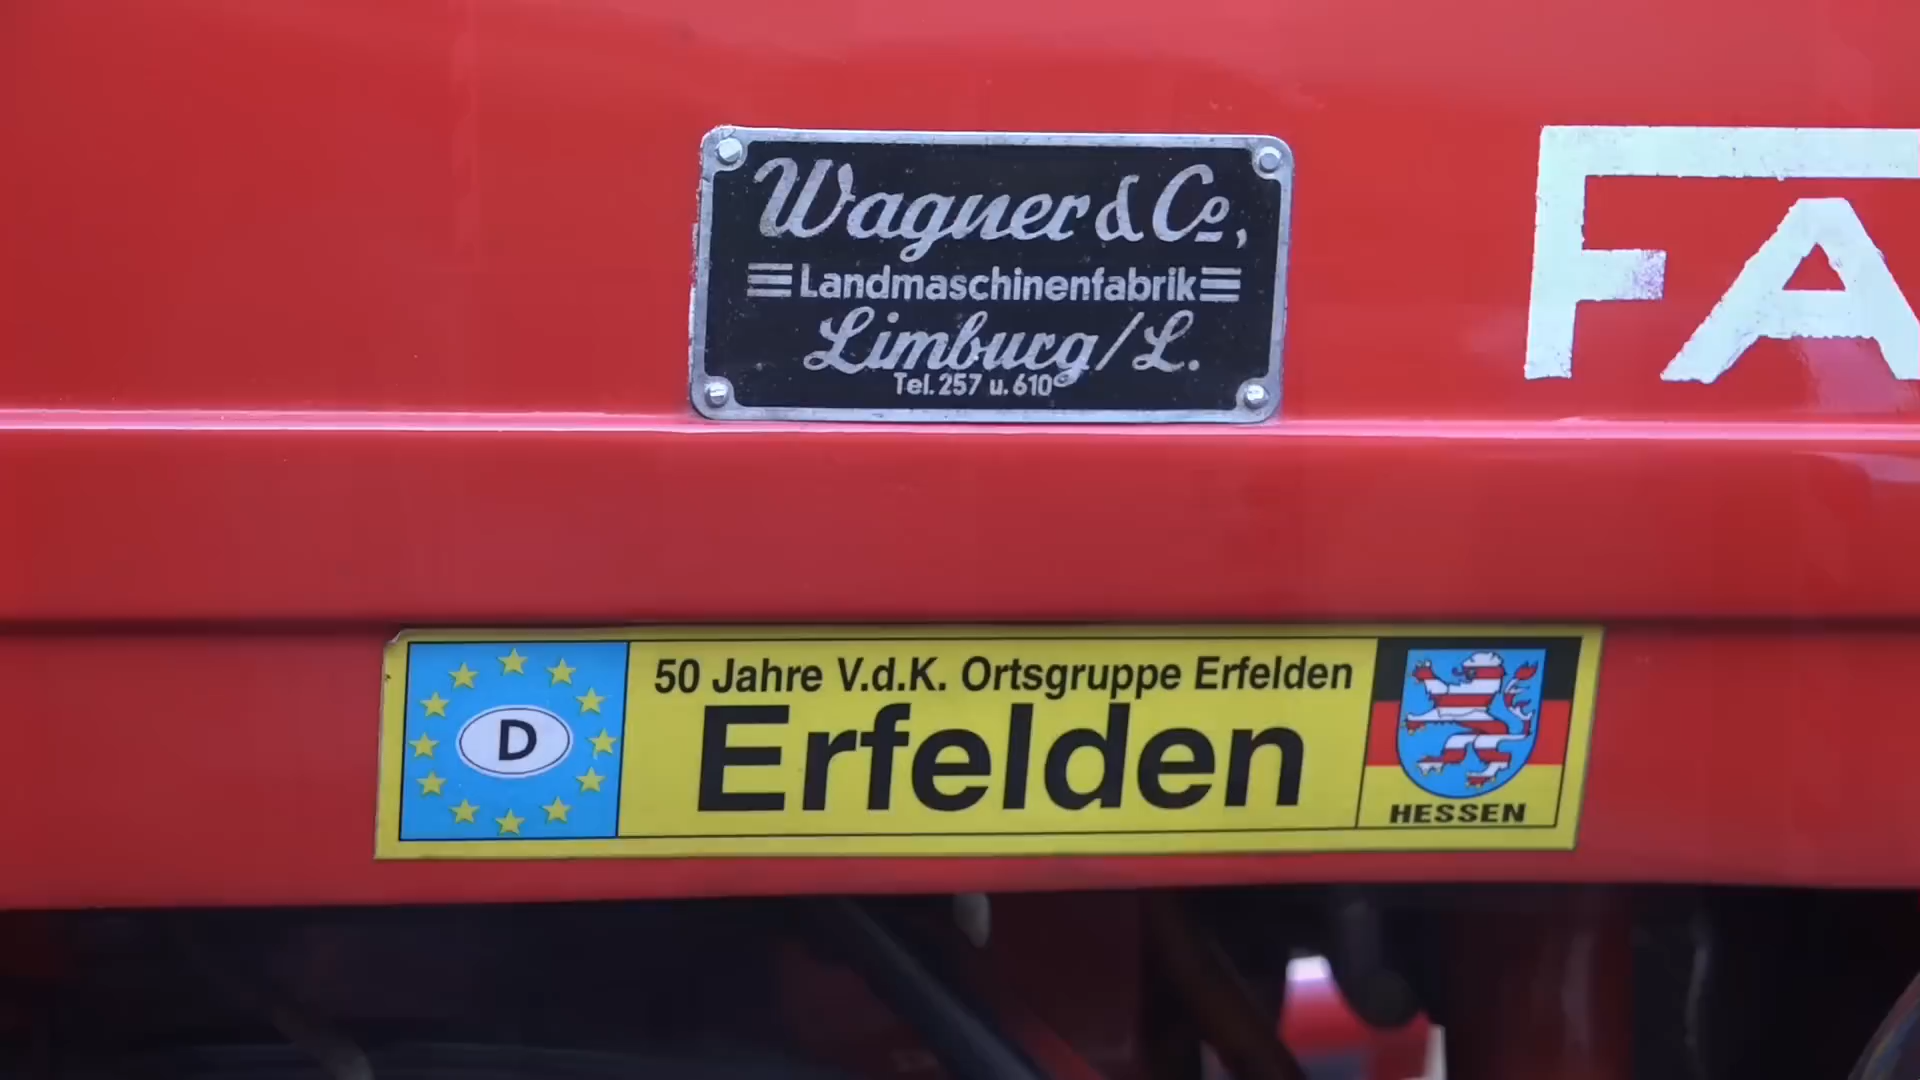 Wagner & Co,
Landmaschinenfabrik
Limburg/L.
Tel. 257 u. 610
FA
50 Jahre V.d.K. Ortsgruppe Erfelden
Erfelden
D
HESSEN